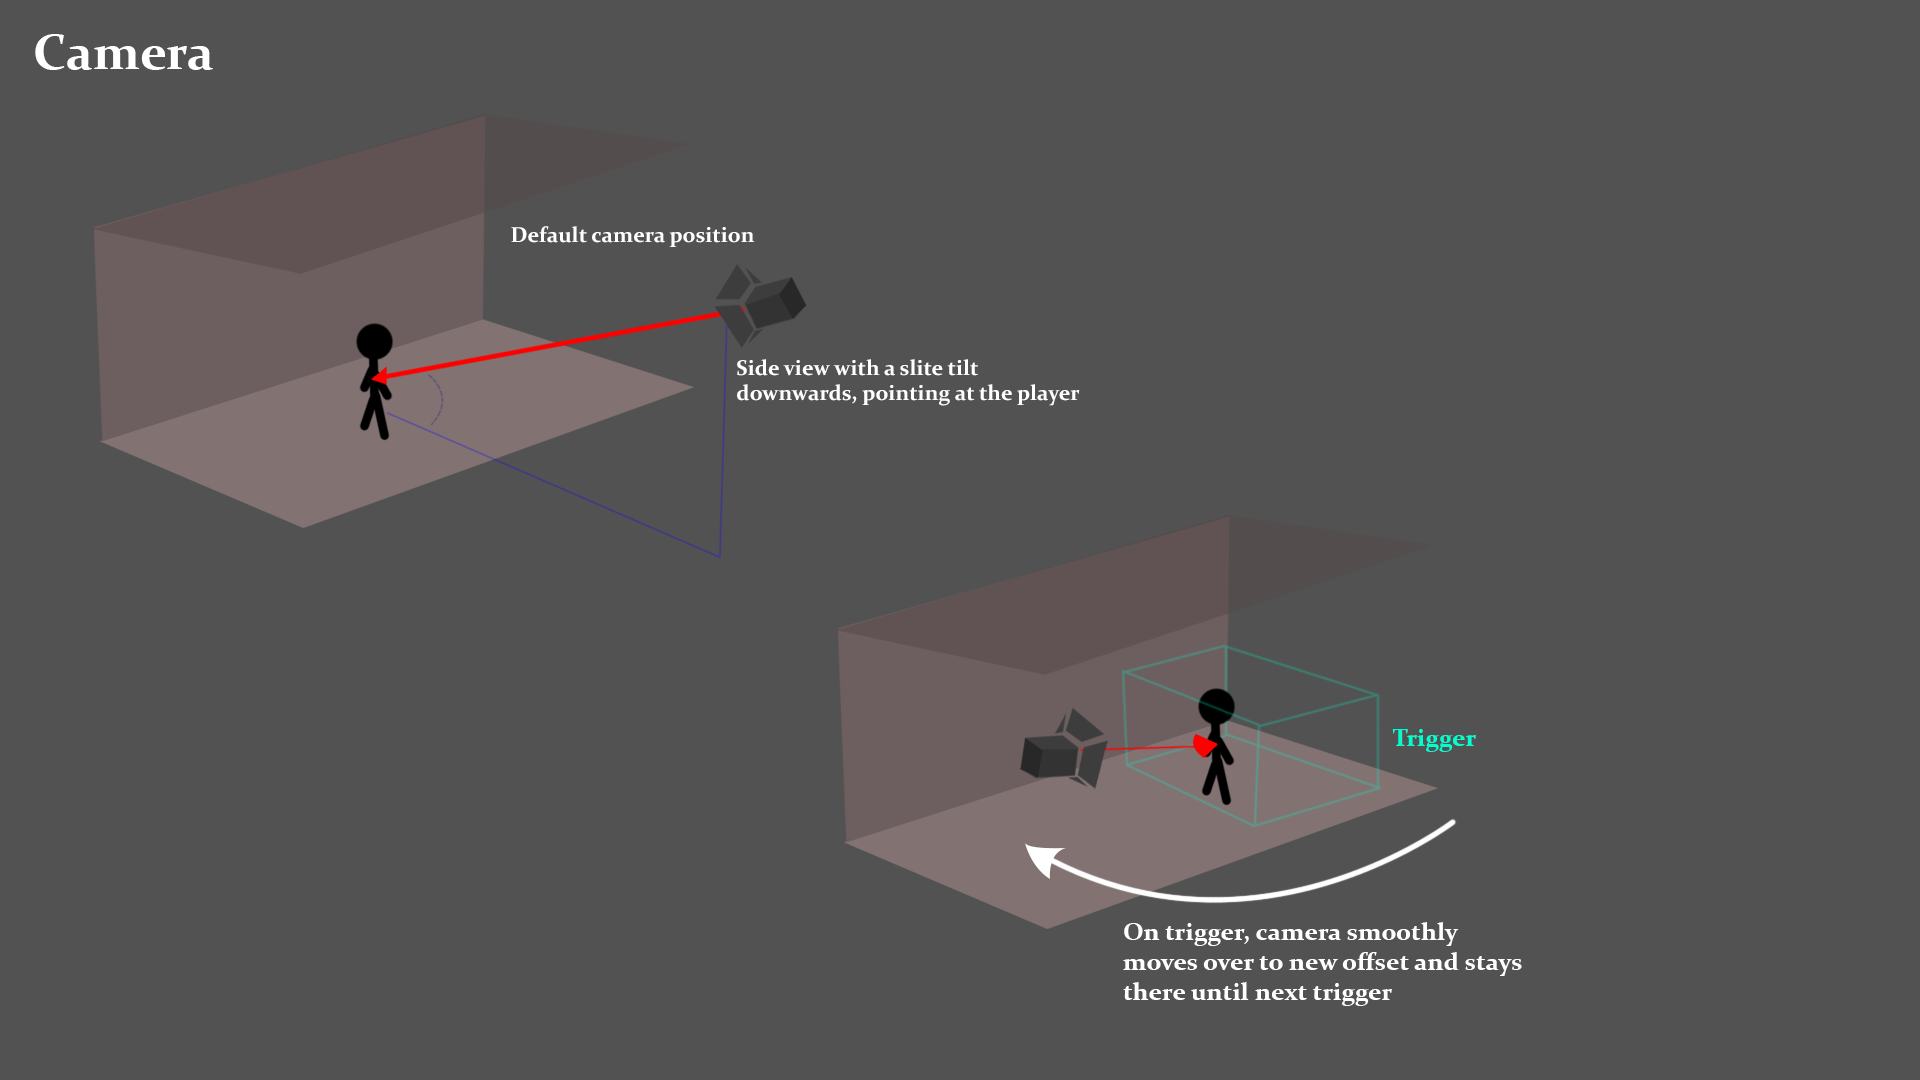 Camera
Default camera position
Side view with a slite tilt
downwards, pointing at the player
Trigger
On trigger, camera smoothly
moves over to new offset and stays
there until next trigger